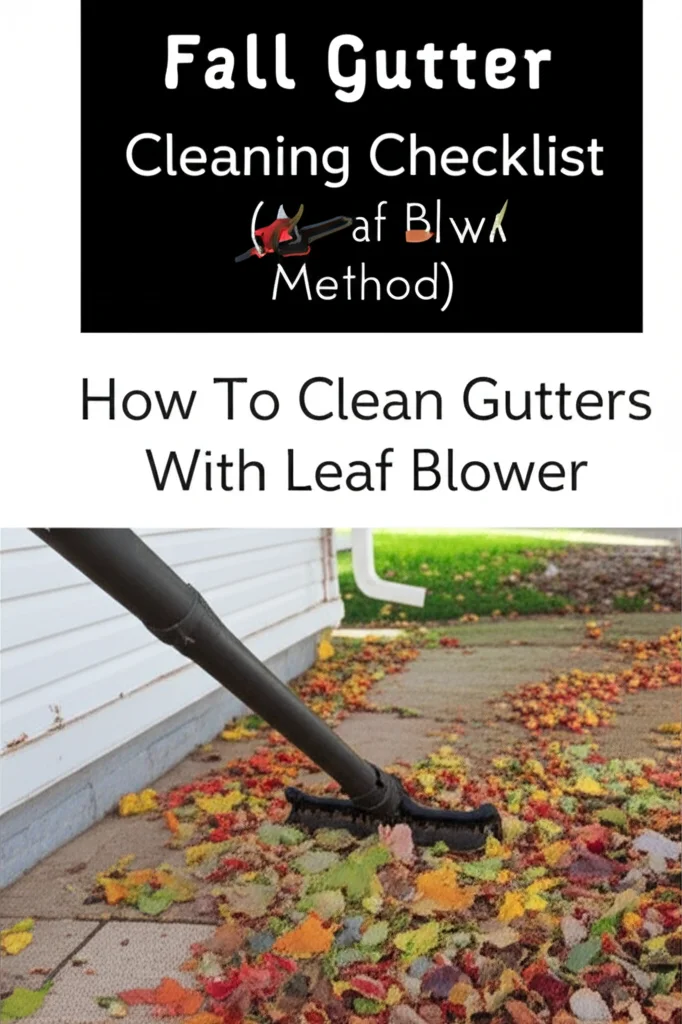 Fall Gutter
Cleaning Checklist
Method)
How To Clean Gutters
With Leaf Blower